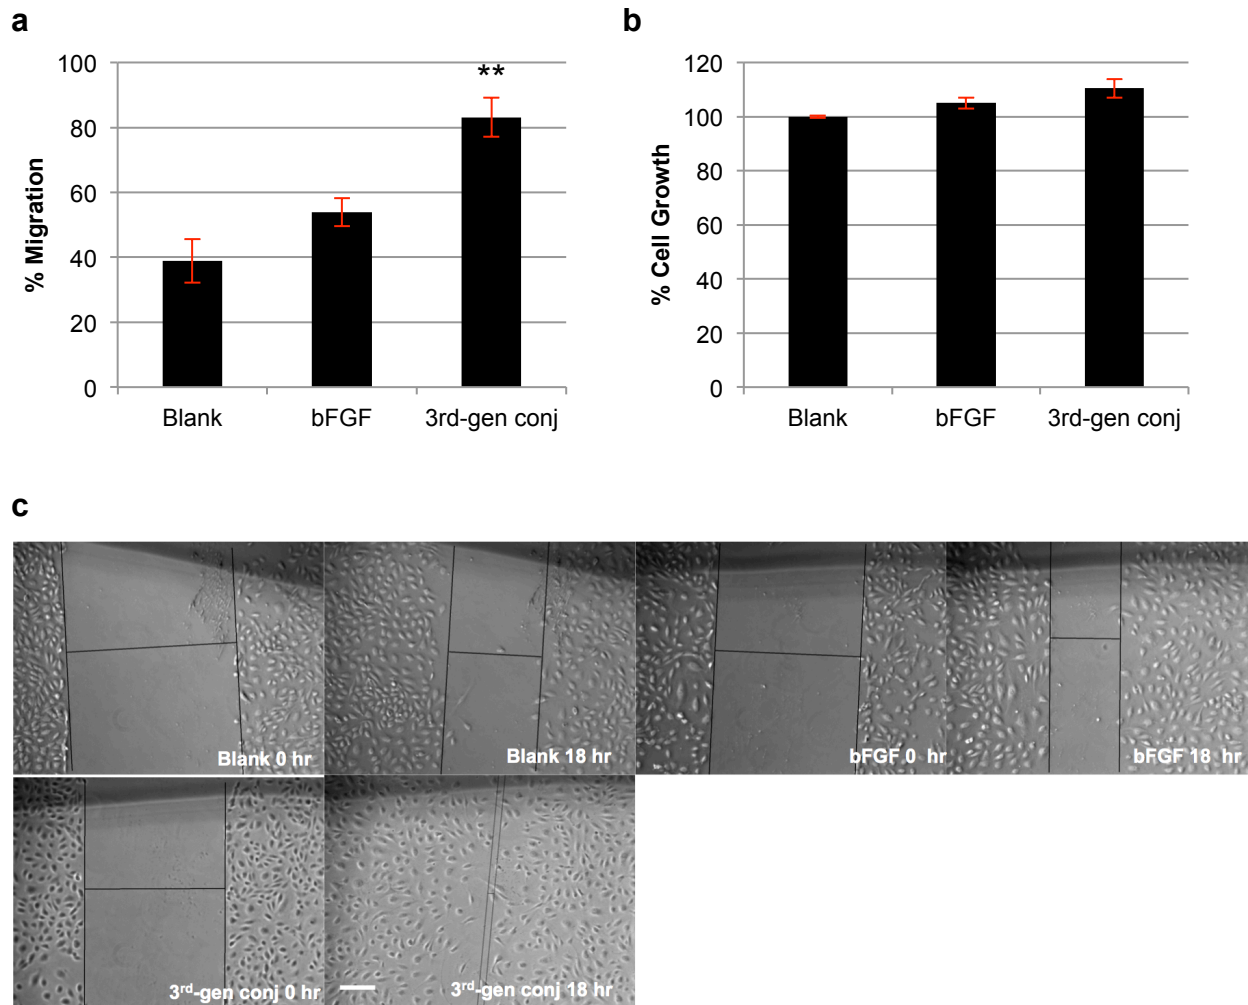 a
100
80
60
40
20
0
% Migration
**
Blank
bFGF
3rd-gen conj
b
120
100
80
60
40
20
0
% Cell Growth
Blank
bFGF
3rd-gen conj
c
Blank 0 hr
Blank 18 hr
bFGF 0 hr
bFGF 18 hr
3rd-gen conj 0 hr
3rd-gen conj 18 hr